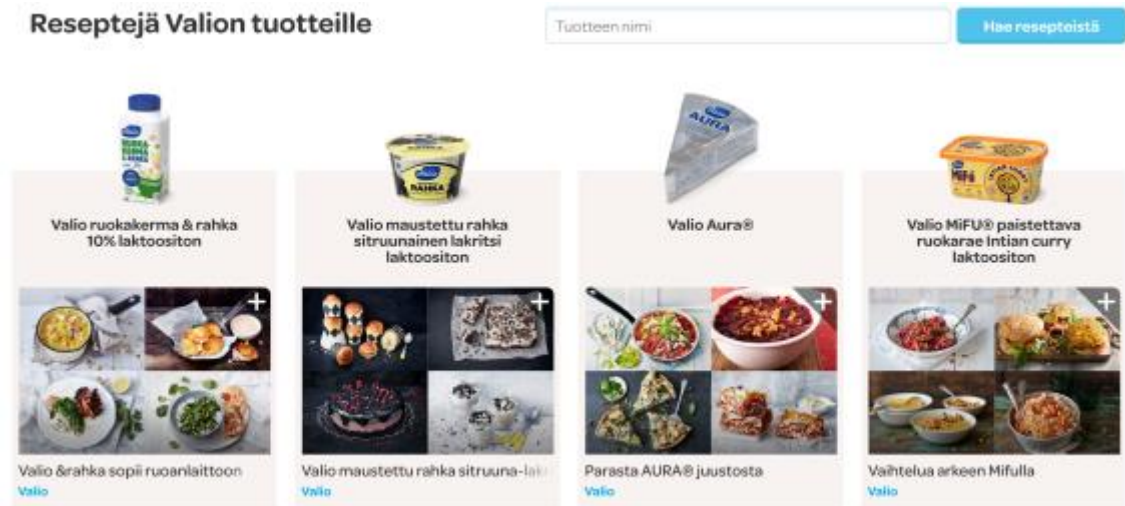 Reseptejä Valion tuotteille
Tuotteen nimi
Hae resepteistä
AURA
RAHKA
Valio ruokakerma & rahka
10% laktoositon
Valio maustettu rahka
sitruunainen lakritsi
laktoositon
Valio Aura®
Valio MiFU® paistettava
ruokarae Intian curry
laktoositon
Valio &rahka sopii ruoanlaittoon
Valio
Valio maustettu rahka sitruuna-lak
Valio
Parasta AURA® juustosta
Valio
Vaihtelua arkeen Mifulla
Valio